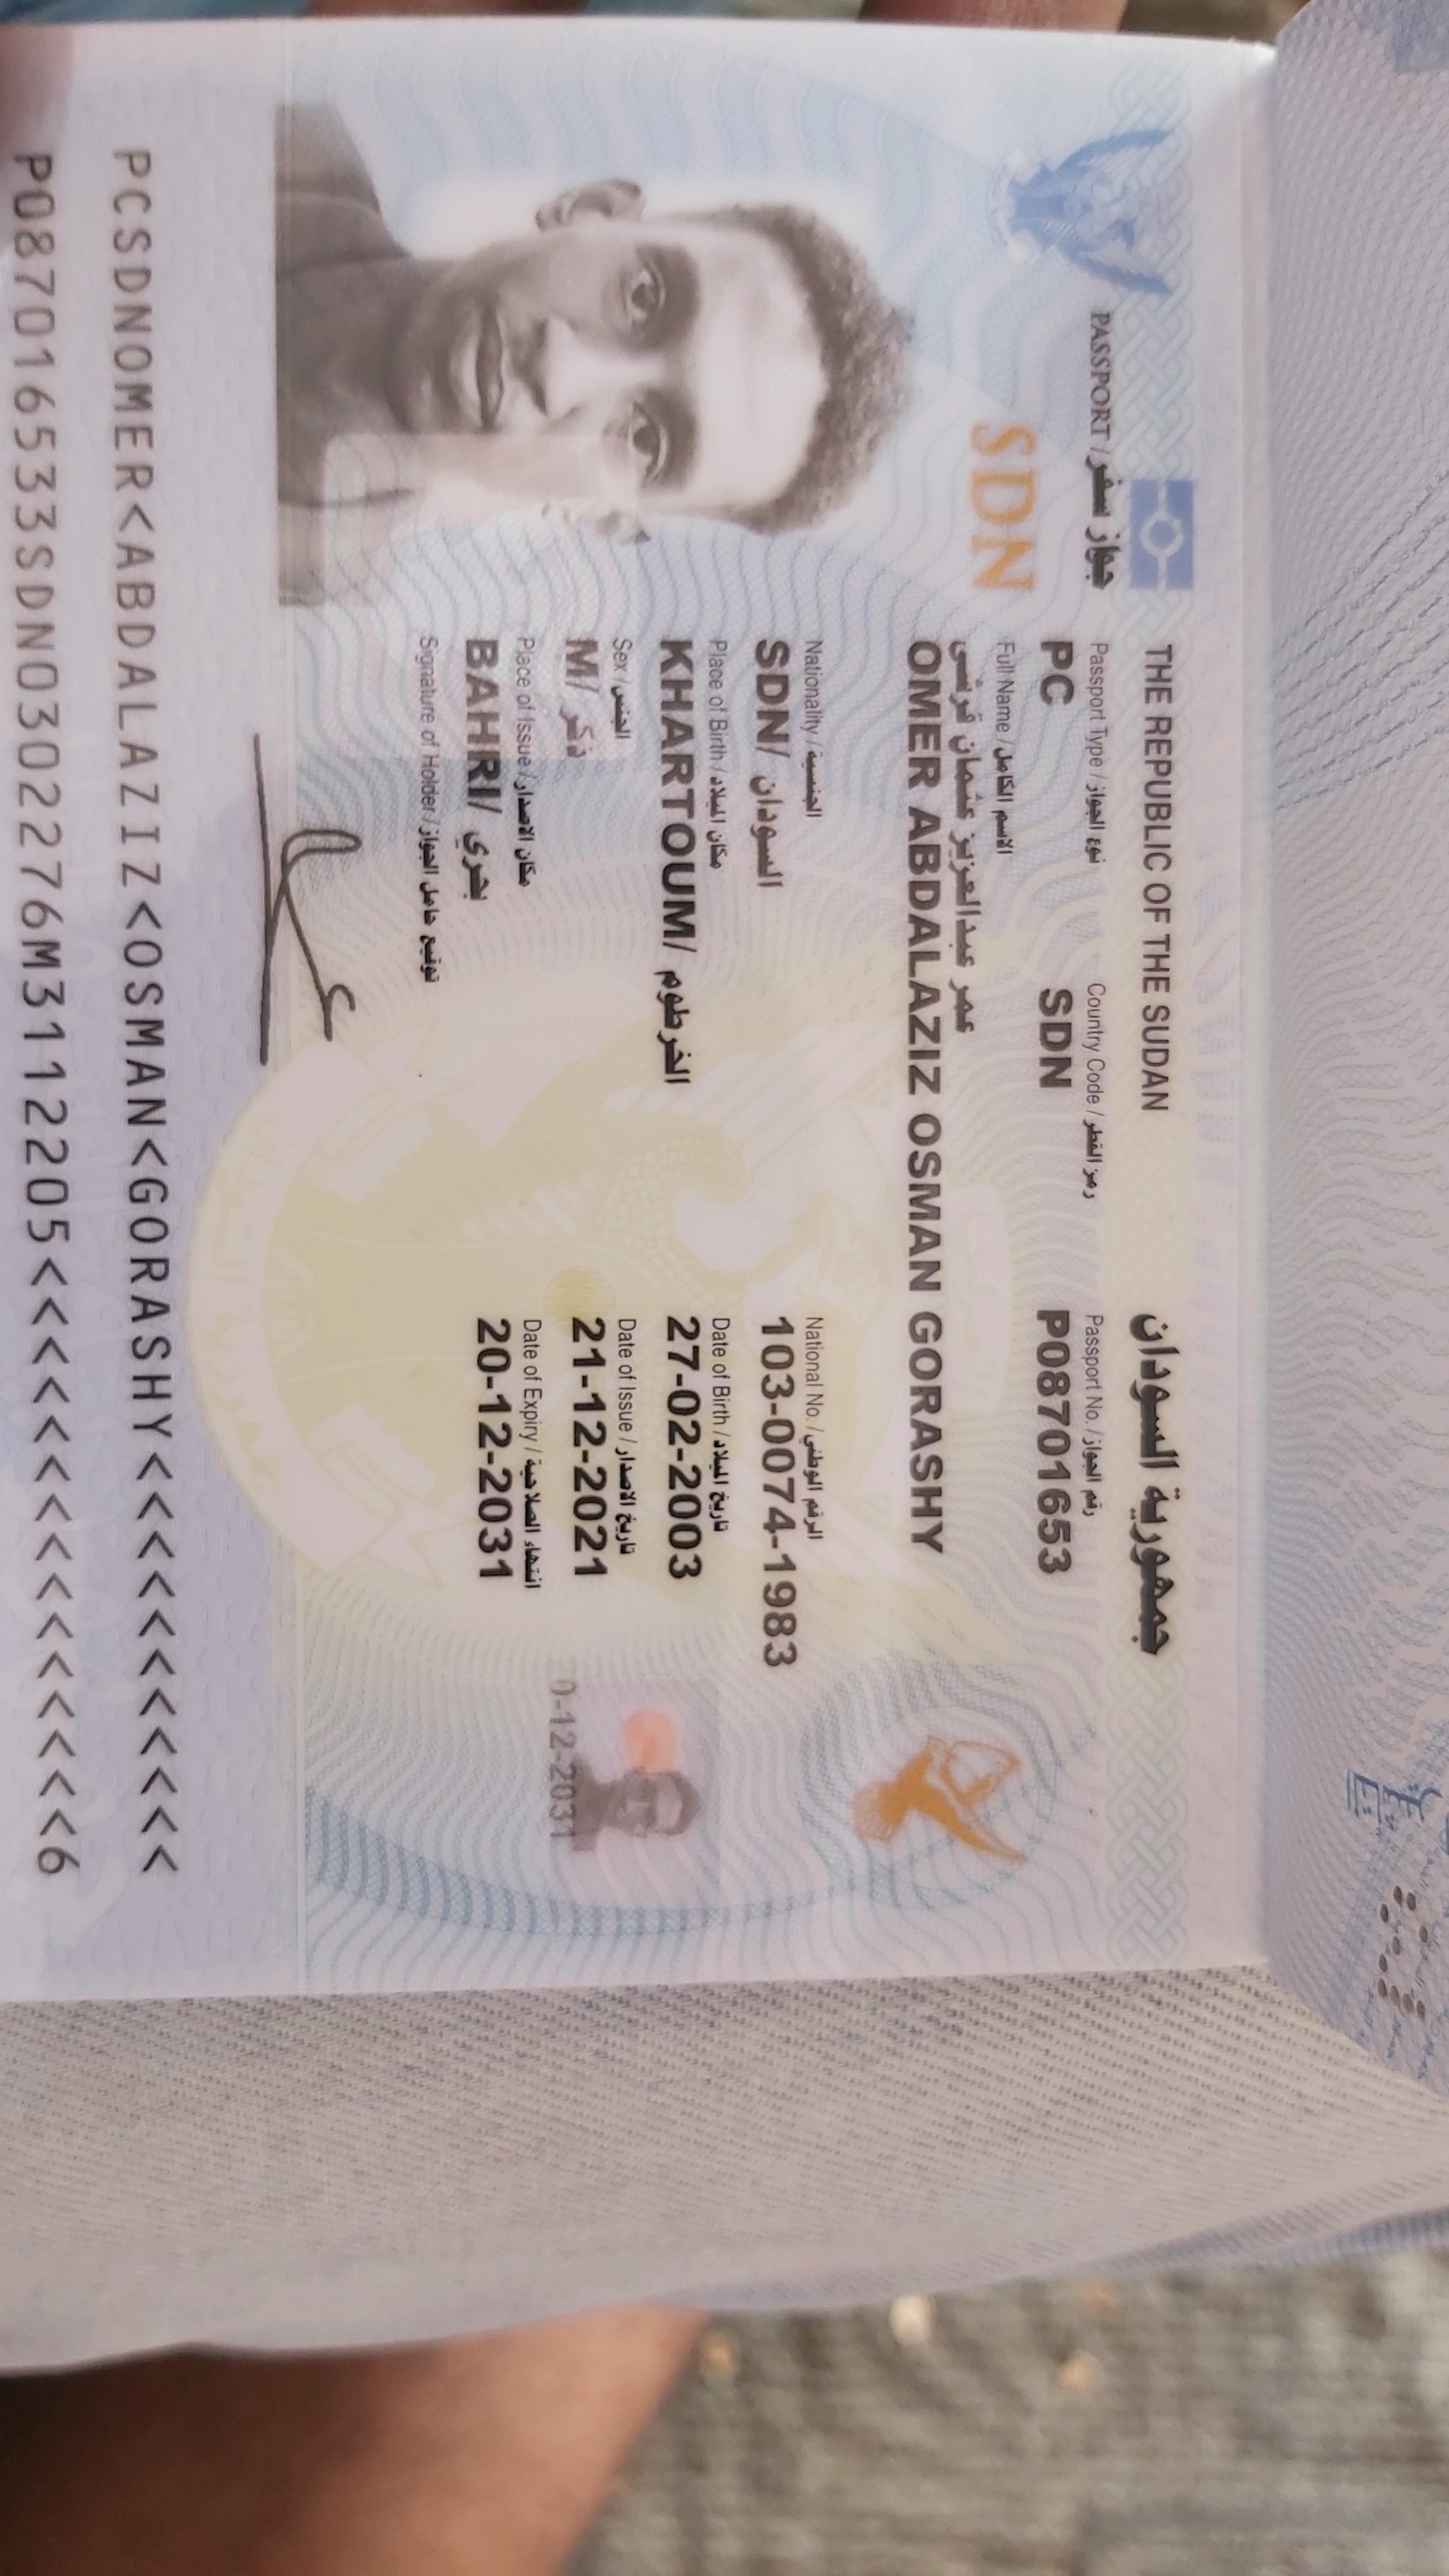 THE REPUBLIC OF THE SUDAN جمهورية السودان
PASSPORT / جواز سفر
Passport Type / نوع الجواز Country Code / رمز القطر Passport No. / رقم الجواز
PC SDN P08701653
SDN
Full Name / الاسم الكامل
عمر عبدالعزيز عثمان قرشي
OMER ABDALAZIZ OSMAN GORASHY
Nationality / الجنسية National No. / الرقم الوطني
SDN/ السودان 103-0074-1983
Place of Birth / مكان الميلاد Date of Birth / تاريخ الميلاد
KHARTOUM/ الخرطوم 27-02-2003
Sex / الجنس Date of Issue / تاريخ الاصدار
M/ ذكر 21-12-2021
Place of Issue / مكان الاصدار Date of Expiry / انتهاء الصلاحية
BAHRI/ بحري 20-12-2031
0-12-2031
Signature of Holder / توقيع حامل الجواز
PCSDNOMER<ABDALAZIZ<OSMAN<GORASHY<<<<<<<<<<<
P087016533SDN0302276M3112205<<<<<<<<<<<<<<<6